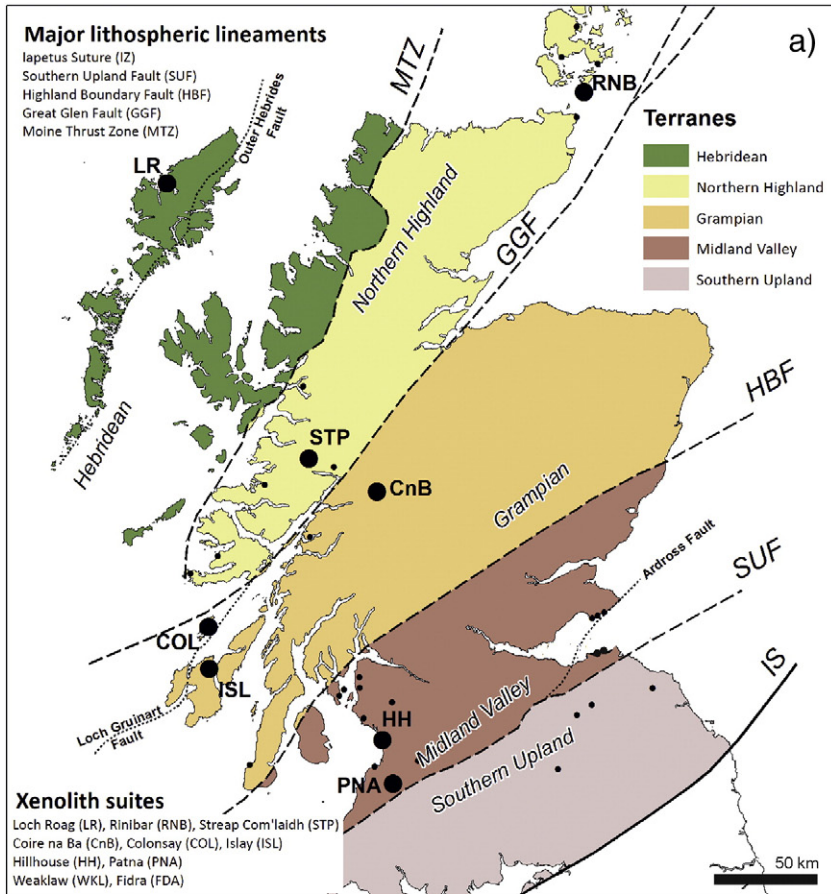 Major lithospheric lineaments
Iapetus Suture (IZ)
Southern Upland Fault (SUF)
Highland Boundary Fault (HBF)
Great Glen Fault (GGF)
Moine Thrust Zone (MTZ)
a)
MTZ
RNB
Outer Hebrides
Fault
LR
Terranes
Hebridean
Northern Highland
Grampian
Midland Valley
Southern Upland
Northern Highland
GGF
Hebridean
STP
CnB
HBF
Grampian
Ardross Fault
SUF
COL
ISL
IS
Loch Gruinart
Fault
HH
Midland Valley
PNA
Southern Upland
Xenolith suites
Loch Roag (LR), Rinibar (RNB), Streap Com'laidh (STP)
Coire na Ba (CnB), Colonsay (COL), Islay (ISL)
Hillhouse (HH), Patna (PNA)
Weaklaw (WKL), Fidra (FDA)
50 km